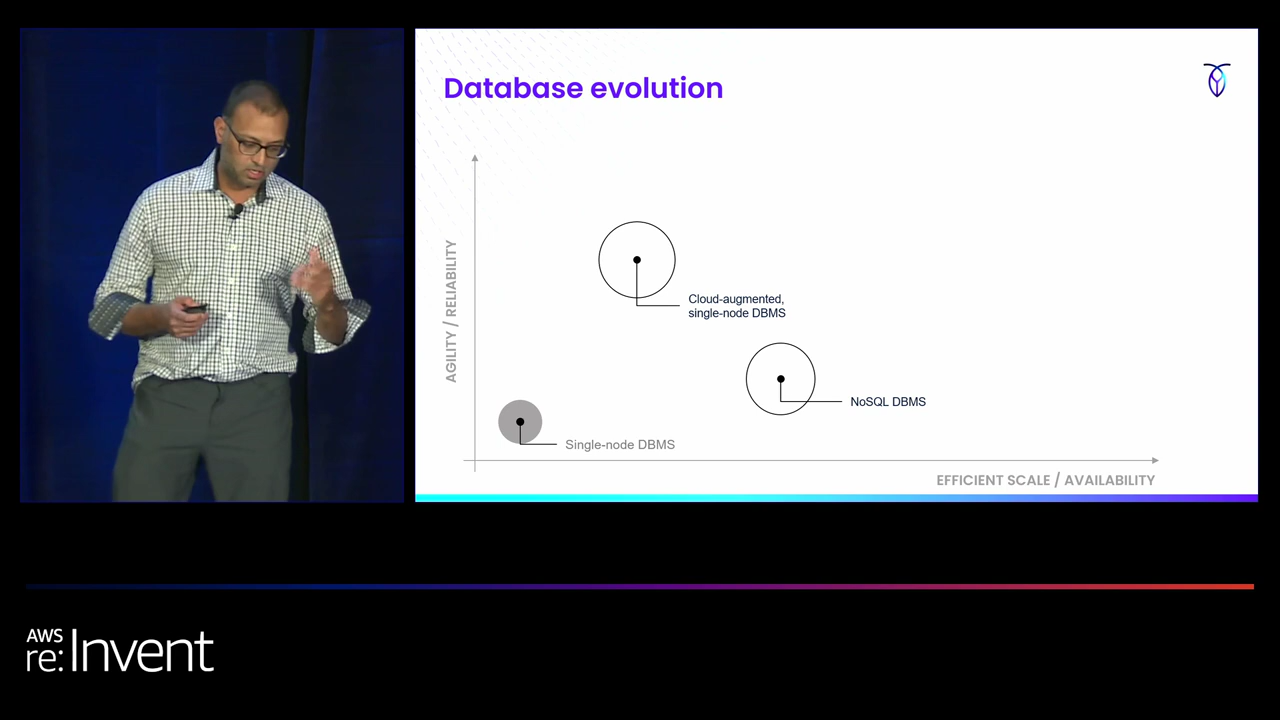 Database evolution
AGILITY / RELIABILITY
Cloud-augmented,
single-node DBMS
NoSQL DBMS
Single-node DBMS
EFFICIENT SCALE / AVAILABILITY
AWS
re:Invent